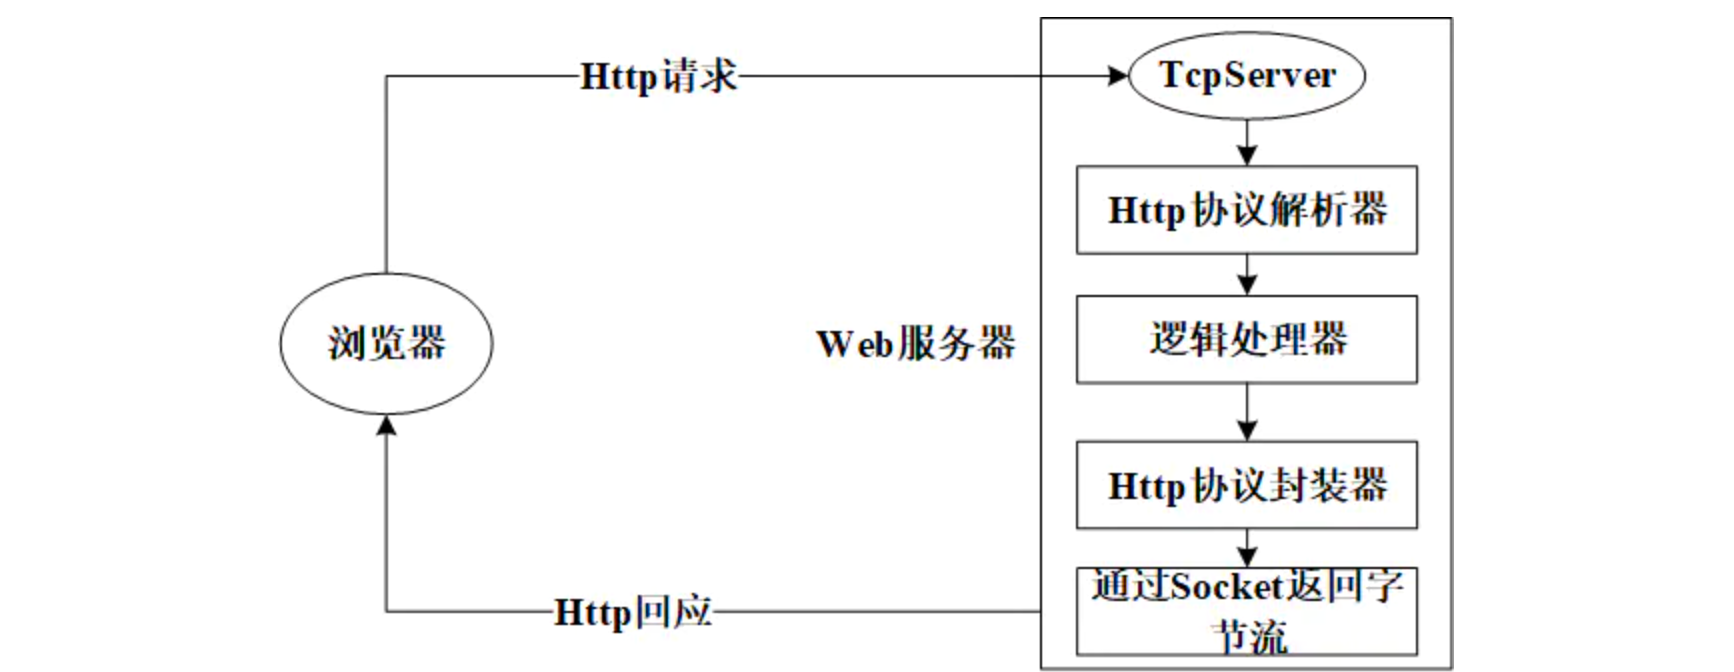 Http请求
TcpServer
Http协议解析器
浏览器
Web服务器
逻辑处理器
Http协议封装器
通过Socket返回字
节流
Http回应